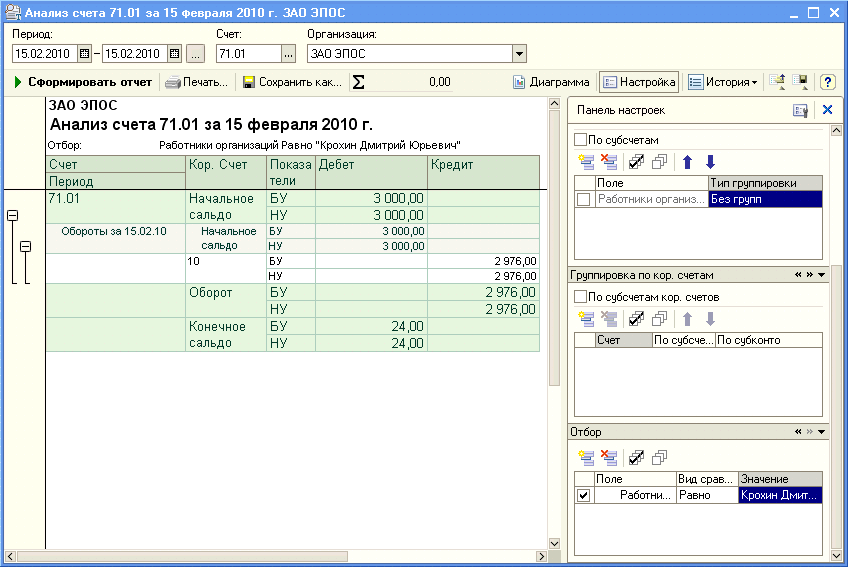 Анализ счета 71.01 за 15 февраля 2010 г. ЗАО ЭПОС
Период: Счет: Организация:
15.02.2010 – 15.02.2010 ... 71.01 ... ЗАО ЭПОС
Сформировать отчет Печать... Сохранить как... Σ 0,00 Диаграмма Настройка История ?
ЗАО ЭПОС
Анализ счета 71.01 за 15 февраля 2010 г.
Отбор: Работники организаций Равно "Крохин Дмитрий Юрьевич"
Счет Кор. Счет Показа Дебет Кредит
Период тели
71.01 Начальное БУ 3 000,00
сальдо НУ 3 000,00
Обороты за 15.02.10 Начальное БУ 3 000,00
сальдо НУ 3 000,00
10 БУ 2 976,00
НУ 2 976,00
Оборот БУ 2 976,00
НУ 2 976,00
Конечное БУ 24,00
сальдо НУ 24,00
Панель настроек
По субсчетам
Поле Тип группировки
Работники организ... Без групп
Группировка по кор. счетам
По субсчетам кор. счетов
Счет По субсче... По субконто
Отбор
Поле Вид срав... Значение
Работни... Равно Крохин Дмит...